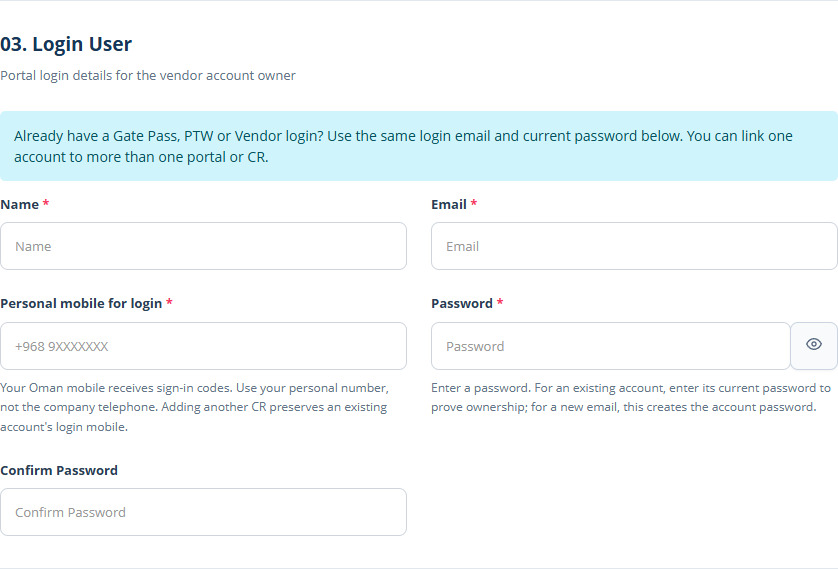 03. Login User
Portal login details for the vendor account owner
Already have a Gate Pass, PTW or Vendor login? Use the same login email and current password below. You can link one
account to more than one portal or CR.
Name *
Email *
Name
Email
Personal mobile for login *
Password *
+968 9XXXXXXX
Password
Your Oman mobile receives sign-in codes. Use your personal number,
not the company telephone. Adding another CR preserves an existing
account's login mobile.
Enter a password. For an existing account, enter its current password to
prove ownership; for a new email, this creates the account password.
Confirm Password
Confirm Password